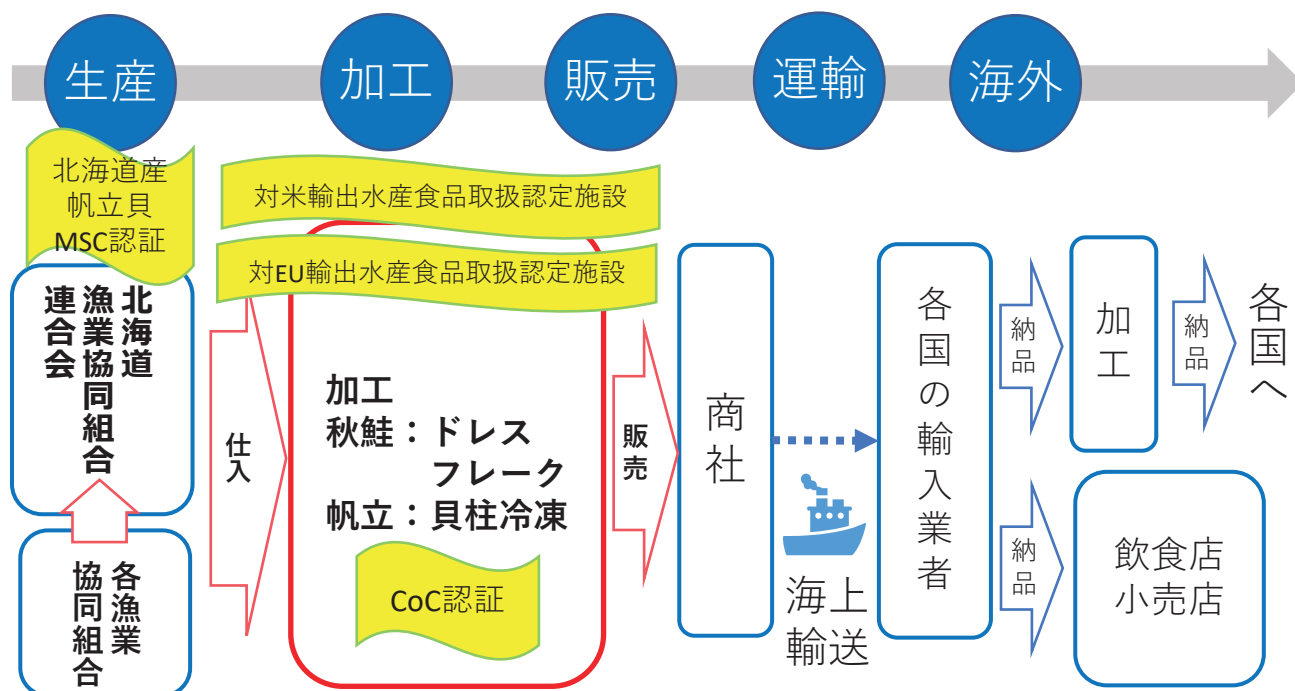 生産
加工
販売
運輸
海外
北海道産
帆立貝
MSC認証
対米輸出水産食品取扱認定施設
対EU輸出水産食品取扱認定施設
北海道
漁業協同組合
連合会
各漁業
協同組合
仕入
加工
秋鮭：ドレス
フレーク
帆立：貝柱冷凍
CoC認証
販売
商社
海上
輸送
各国の輸入業者
納品
加工
納品
各国へ
納品
飲食店
小売店